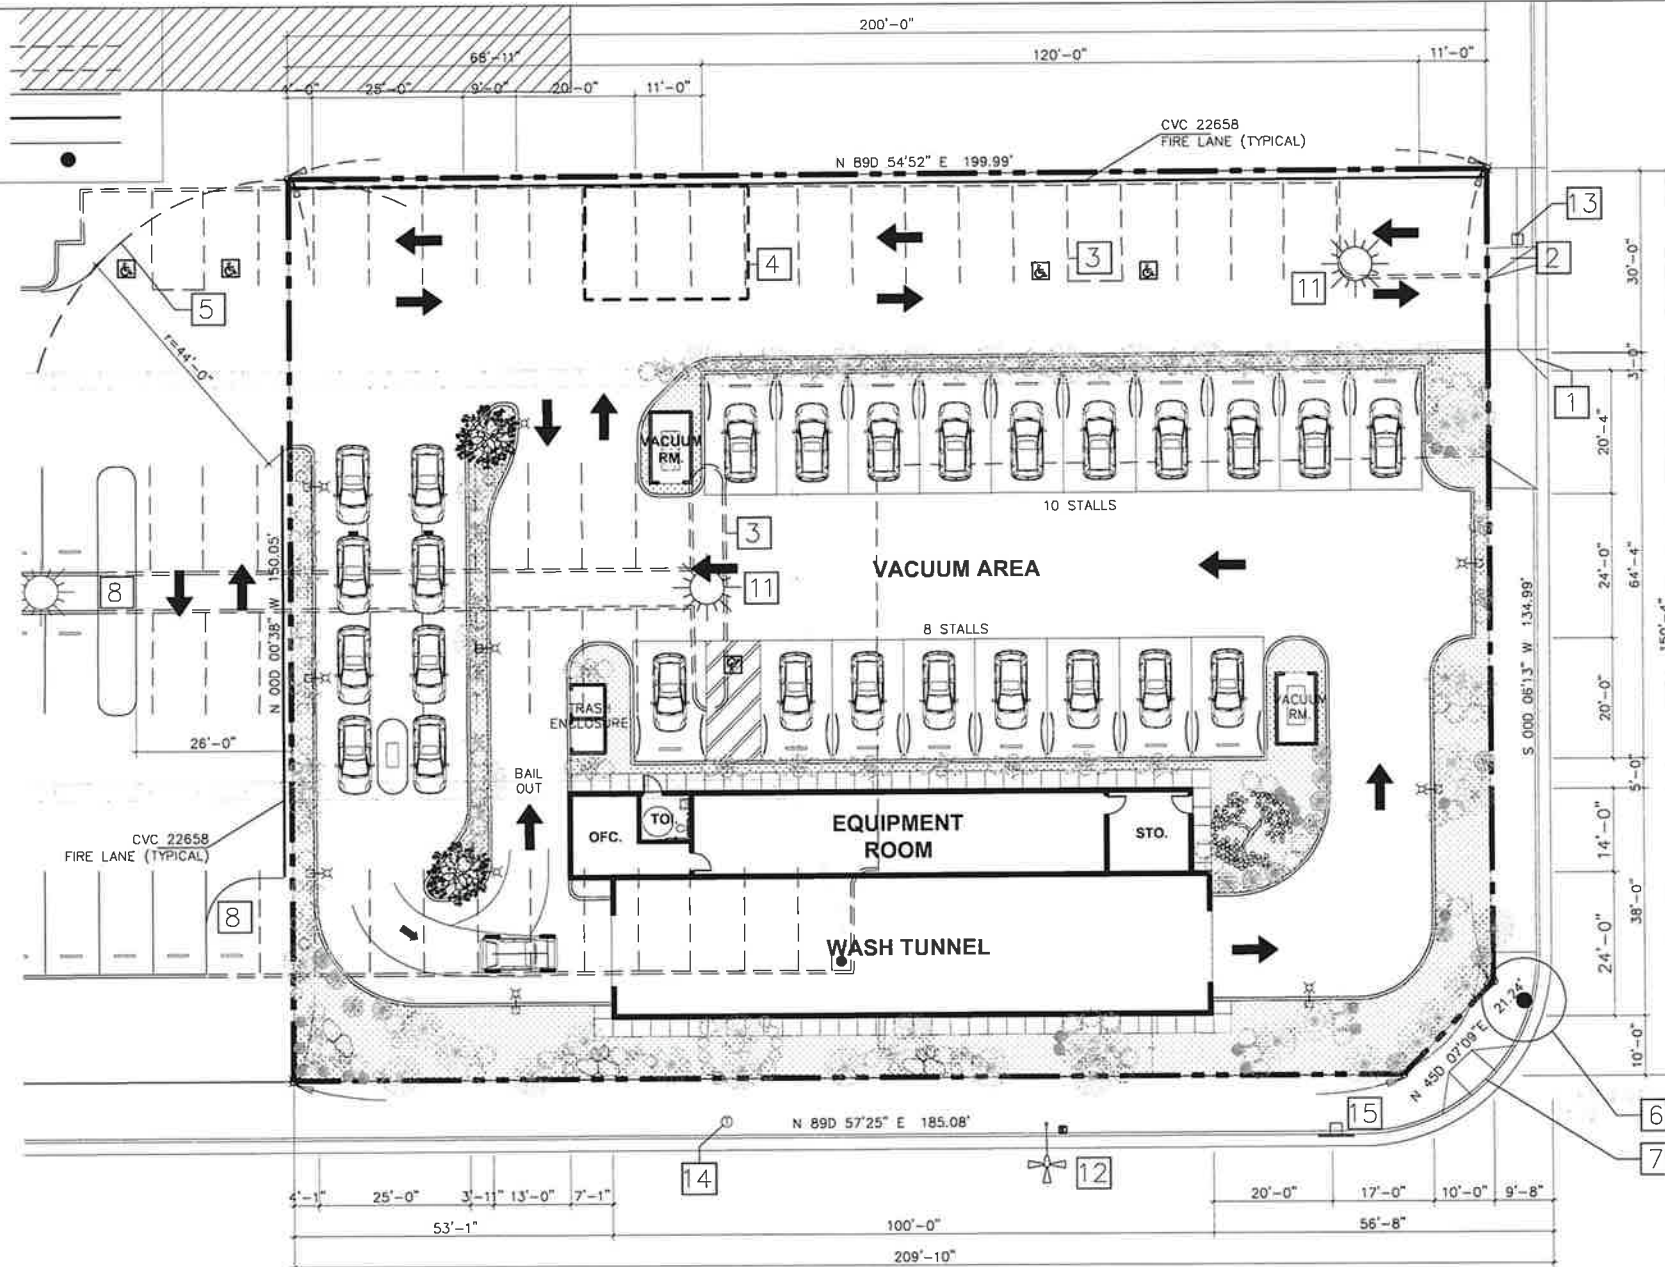 200'-0"
68'-11"
120'-0"
11'-0"
25'-0"
9'-0"
20'-0"
11'-0"
CVC 22658
FIRE LANE (TYPICAL)
N 89D 54'52" E 199.99'
13
2
3
4
5
11
30'-0"
r=44'-0"
3'-0"
1
VACUUM
RM.
20'-4"
10 STALLS
3
VACUUM AREA
8
11
N 00D 00'38" W 150.05'
24'-0"
64'-4"
8 STALLS
S 00D 06'13" W 134.99'
TRASH
ENCLOSURE
VACUUM
RM.
20'-0"
26'-0"
BAIL
OUT
5'-0"
CVC 22658
FIRE LANE (TYPICAL)
OFC.
TO.
EQUIPMENT
ROOM
STO.
14'-0"
8
38'-0"
WASH TUNNEL
24'-0"
21.24'
N 45D 07'09" E
10'-0"
6
15
N 89D 57'25" E 185.08'
7
14
12
4'-1"
25'-0"
3'-11"
13'-0"
7'-1"
20'-0"
17'-0"
10'-0"
9'-8"
53'-1"
100'-0"
56'-8"
209'-10"